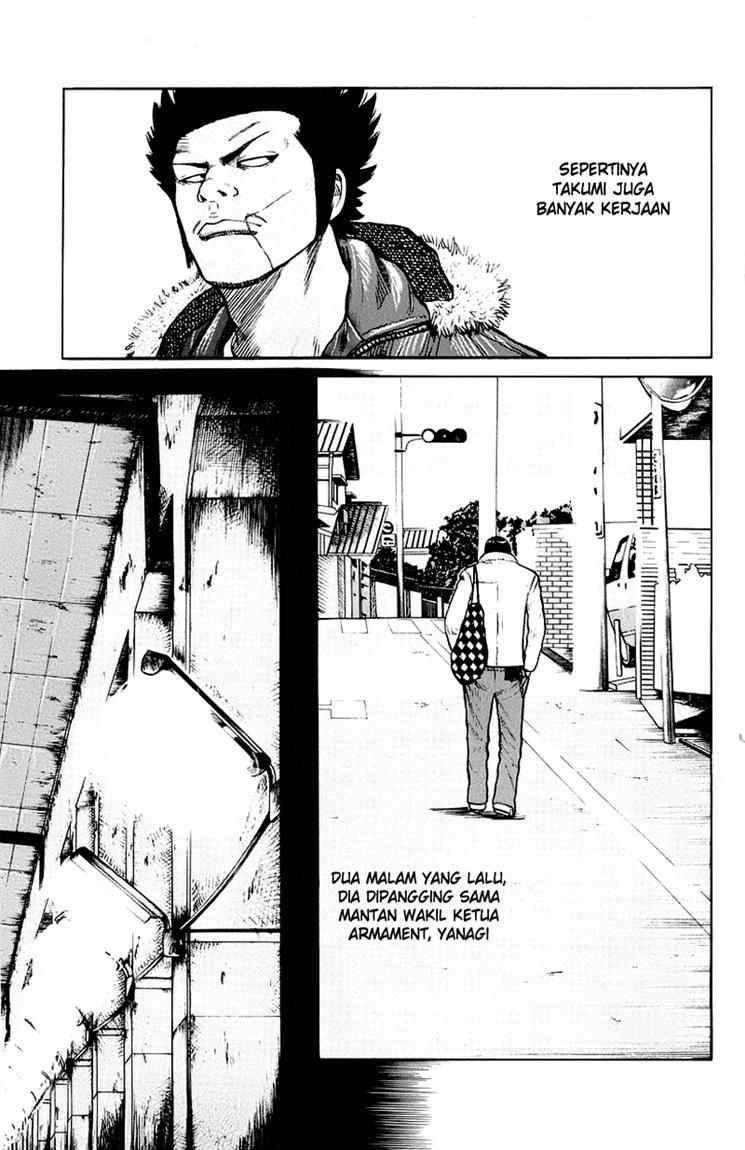 SEPERTINYA
TAKUMI JUGA
BANYAK KERJAAN
DUA MALAM YANG LALU,
DIA DIPANGGING SAMA
MANTAN WAKIL KETUA
ARMAMENT, YANAGI